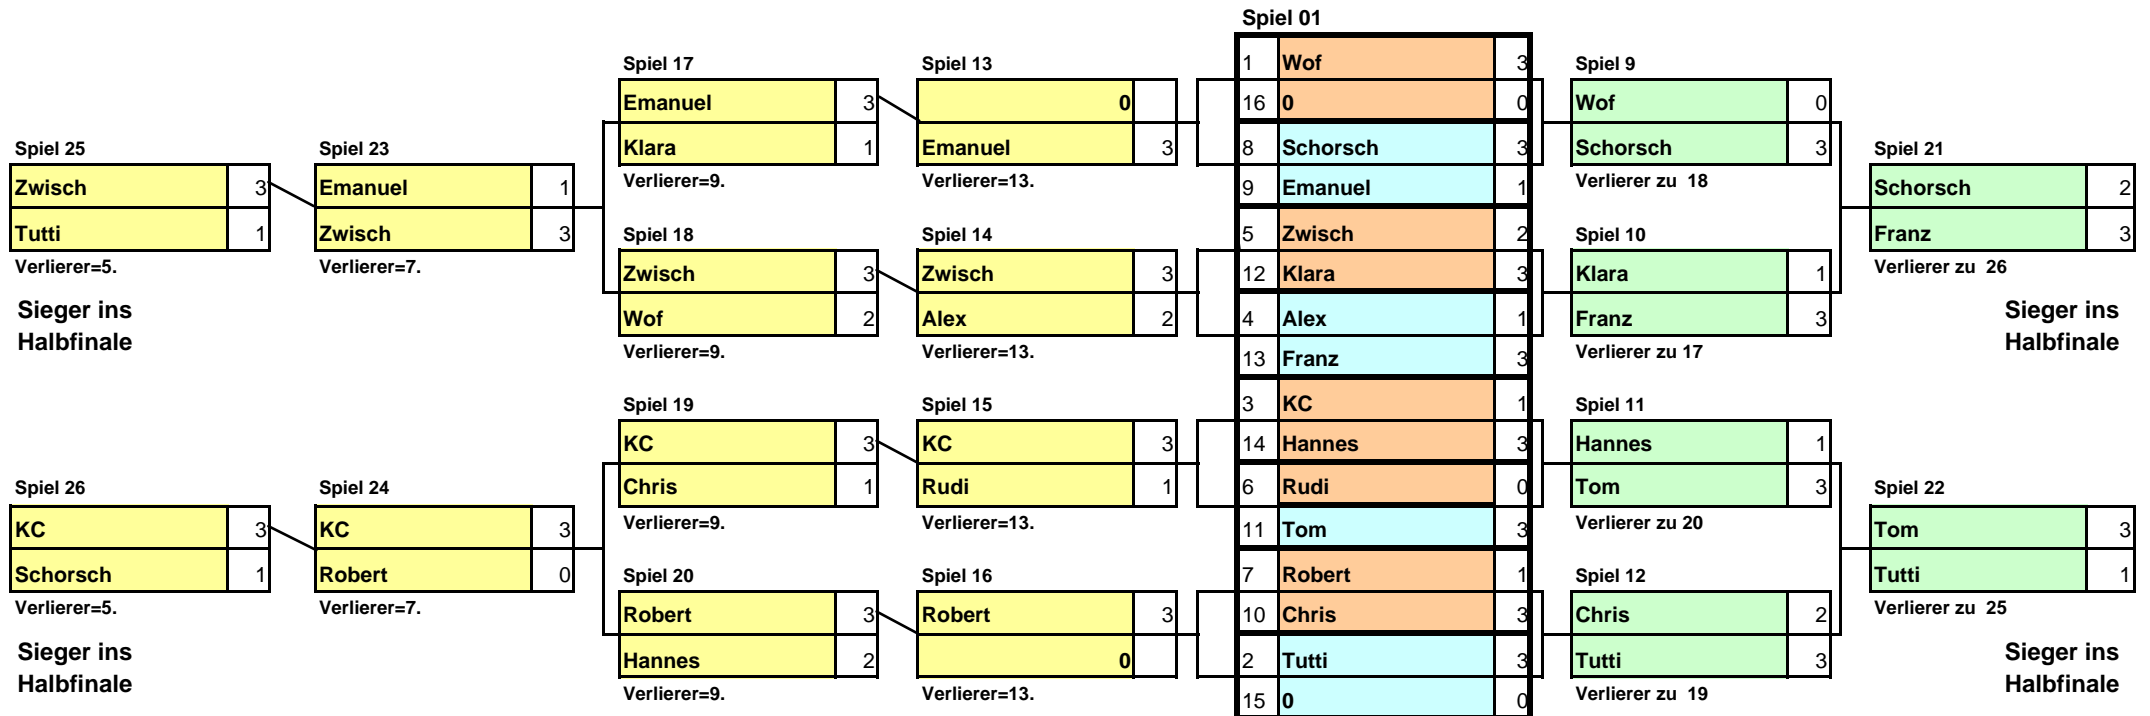 Spiel 01
1 Wof 3
Spiel 17 Spiel 13 Spiel 9
Emanuel 3 0 16 0 0 Wof 0
Spiel 25 Spiel 23 Klara 1 Emanuel 3 8 Schorsch 3 Schorsch 3 Spiel 21
Zwisch 3 Emanuel 1 Verlierer=9. Verlierer=13. 9 Emanuel 1 Verlierer zu 18 Schorsch 2
Tutti 1 Zwisch 3 Spiel 18 Spiel 14 5 Zwisch 2 Spiel 10 Franz 3
Verlierer=5. Verlierer=7. Zwisch 3 Zwisch 3 12 Klara 3 Klara 1 Verlierer zu 26
Sieger ins Wof 2 Alex 2 4 Alex 1 Franz 3 Sieger ins
Halbfinale Verlierer=9. Verlierer=13. 13 Franz 3 Verlierer zu 17 Halbfinale
Spiel 19 Spiel 15 3 KC 1 Spiel 11
KC 3 KC 3 14 Hannes 3 Hannes 1
Spiel 26 Spiel 24 Chris 1 Rudi 1 6 Rudi 0 Tom 3 Spiel 22
KC 3 KC 3 Verlierer=9. Verlierer=13. 11 Tom 3 Verlierer zu 20 Tom 3
Schorsch 1 Robert 0 Spiel 20 Spiel 16 7 Robert 1 Spiel 12 Tutti 1
Verlierer=5. Verlierer=7. Robert 3 Robert 3 10 Chris 3 Chris 2 Verlierer zu 25
Sieger ins Hannes 2 0 2 Tutti 3 Tutti 3 Sieger ins
Halbfinale Verlierer=9. Verlierer=13. 15 0 0 Verlierer zu 19 Halbfinale